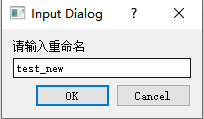 Input Dialog ?
请输入重命名
test_new
OK Cancel